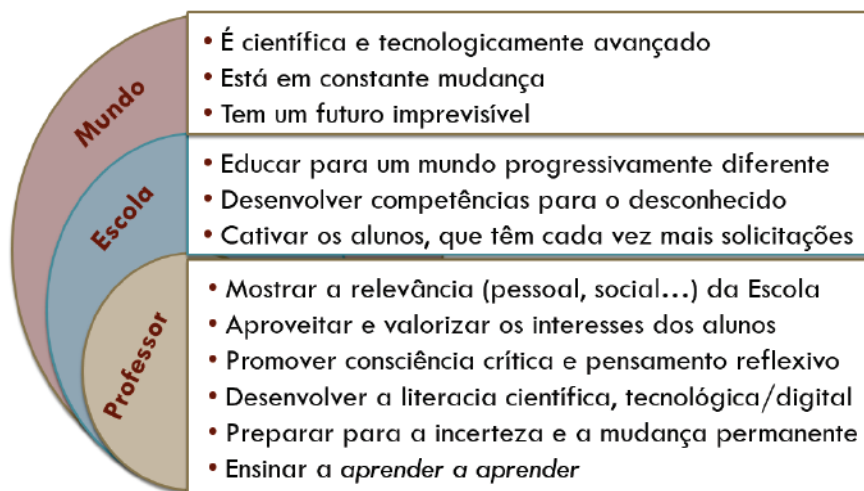 Mundo
• É científica e tecnologicamente avançado
• Está em constante mudança
• Tem um futuro imprevisível
Escola
• Educar para um mundo progressivamente diferente
• Desenvolver competências para o desconhecido
• Cativar os alunos, que têm cada vez mais solicitações
Professor
• Mostrar a relevância (pessoal, social...) da Escola
• Aproveitar e valorizar os interesses dos alunos
• Promover consciência crítica e pensamento reflexivo
• Desenvolver a literacia científica, tecnológica/digital
• Preparar para a incerteza e a mudança permanente
• Ensinar a aprender a aprender